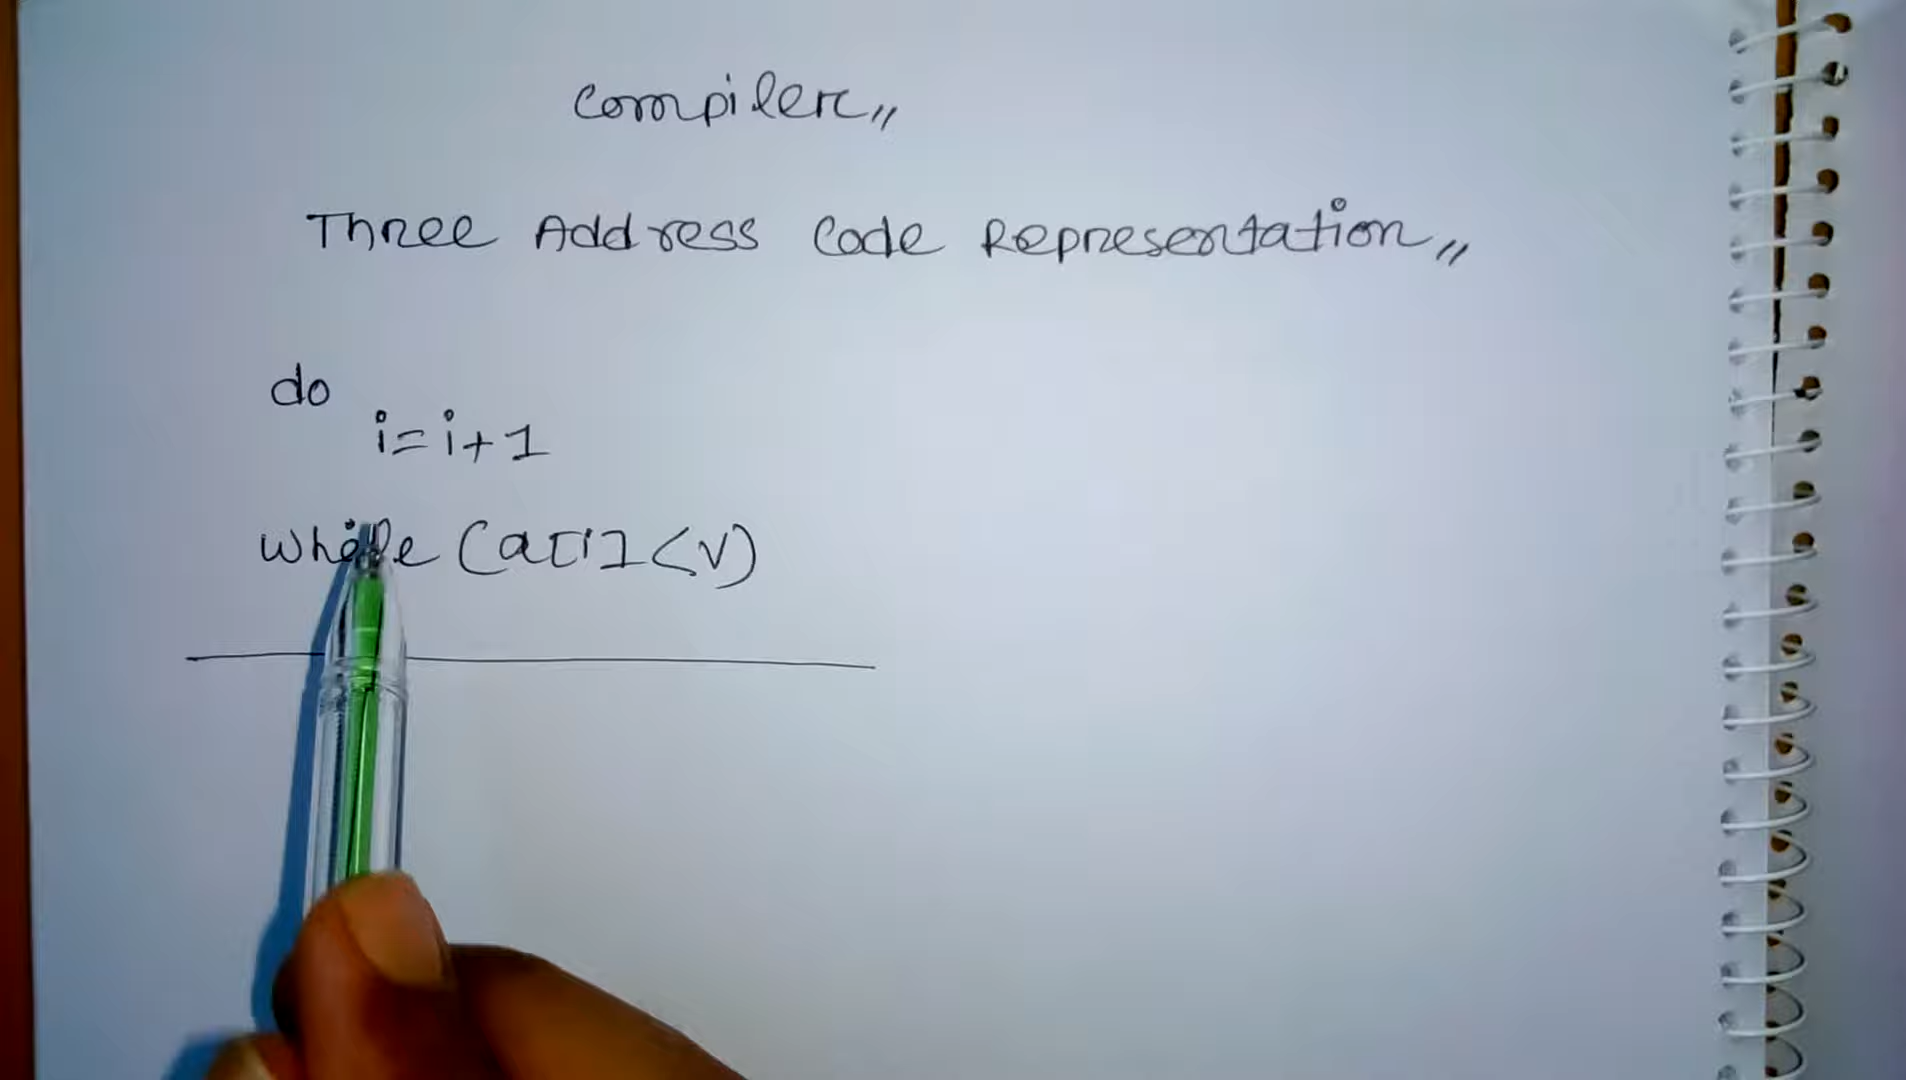 Compiler,,
Three Address Code Representation,,
do
i=i+1
while (a[i]<v)